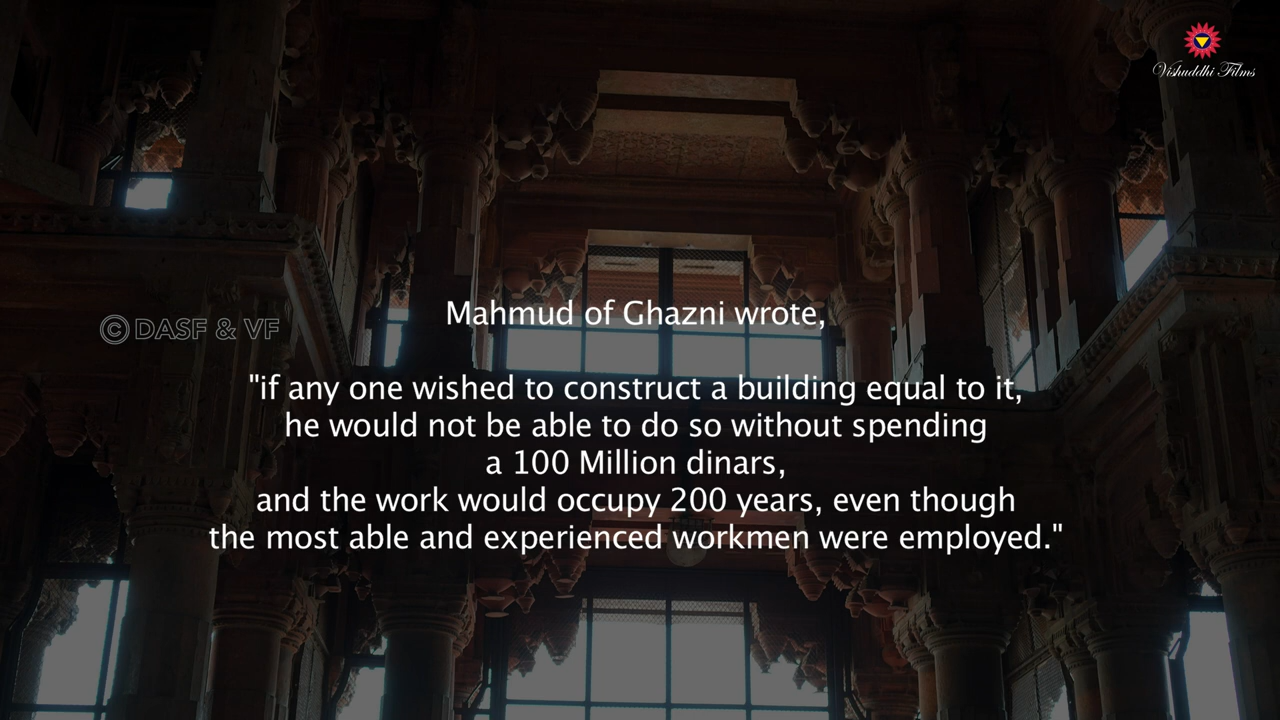 Vishuddhi Films
Mahmud of Ghazni wrote,
© DASF & VF
"if any one wished to construct a building equal to it,
he would not be able to do so without spending
a 100 Million dinars,
and the work would occupy 200 years, even though
the most able and experienced workmen were employed."